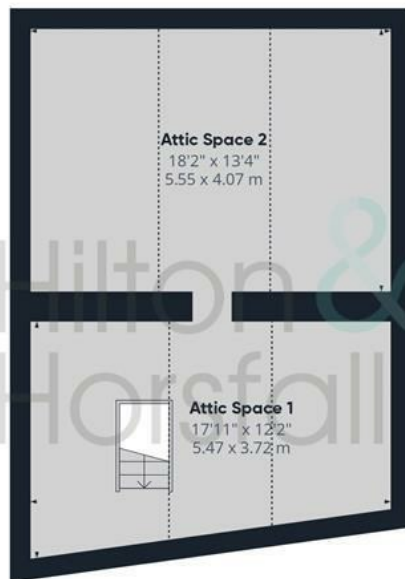 Attic Space 2
18'2" x 13'4"
5.55 x 4.07 m
Hilton &
Horsfall
Attic Space 1
17'11" x 12'2"
5.47 x 3.72 m